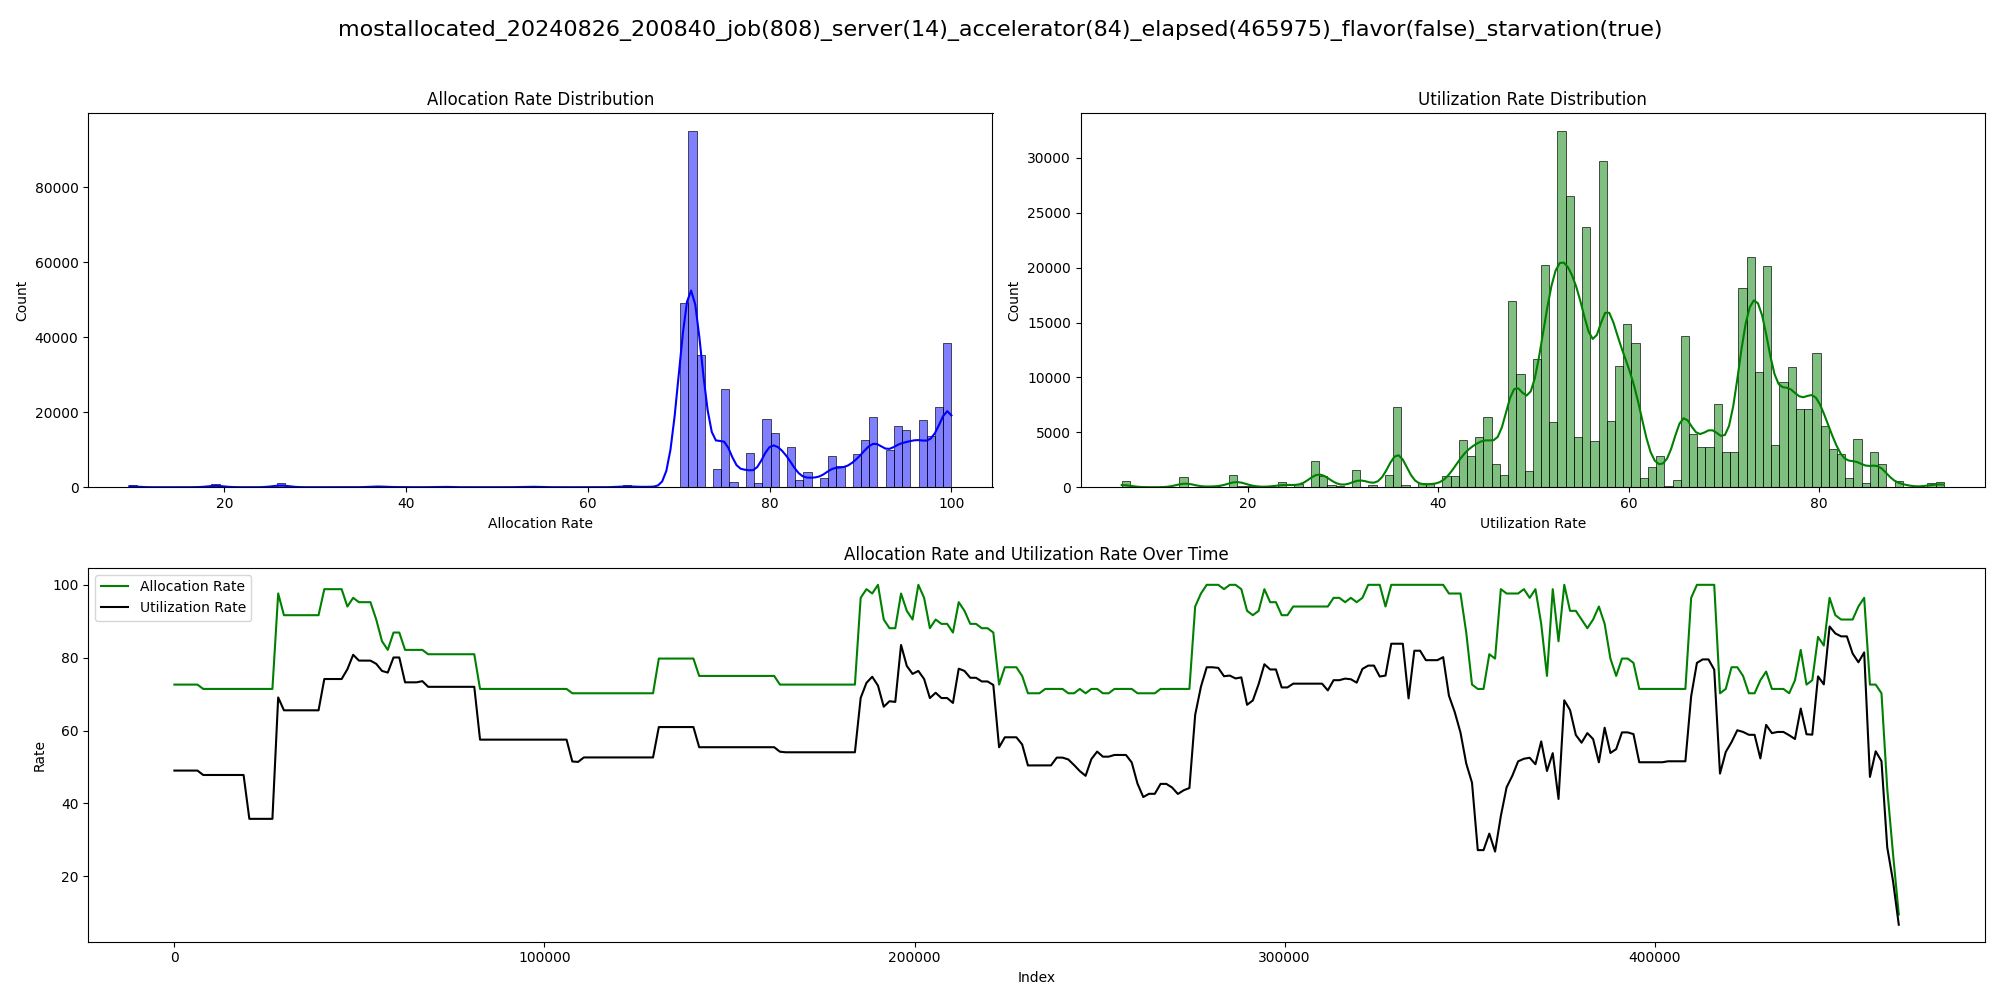 mostallocated_20240826_200840_job(808)_server(14)_accelerator(84)_elapsed(465975)_flavor(false)_starvation(true)
Allocation Rate Distribution
Count
80000
60000
40000
20000
0
20
40
60
80
100
Allocation Rate
Utilization Rate Distribution
Count
30000
25000
20000
15000
10000
5000
0
20
40
60
80
Utilization Rate
Allocation Rate and Utilization Rate Over Time
Allocation Rate
Utilization Rate
Rate
100
80
60
40
20
0
100000
200000
300000
400000
Index